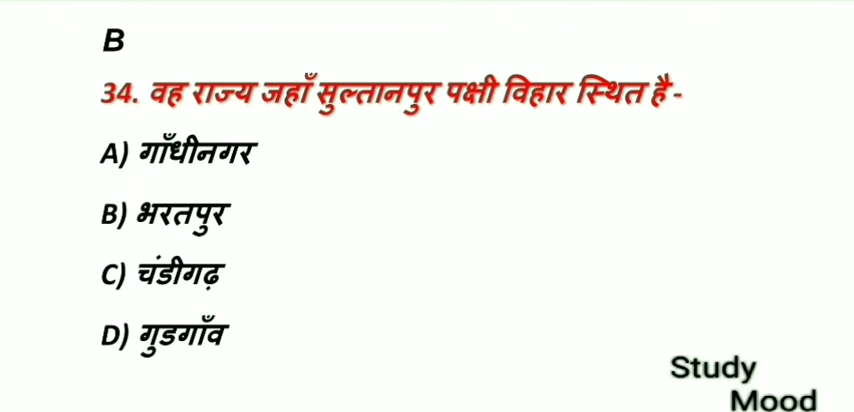 B
34. वह राज्य जहाँ सुल्तानपुर पक्षी विहार स्थित है -
A) गाँधीनगर
B) भरतपुर
C) चंडीगढ़
D) गुडगाँव
Study
Mood